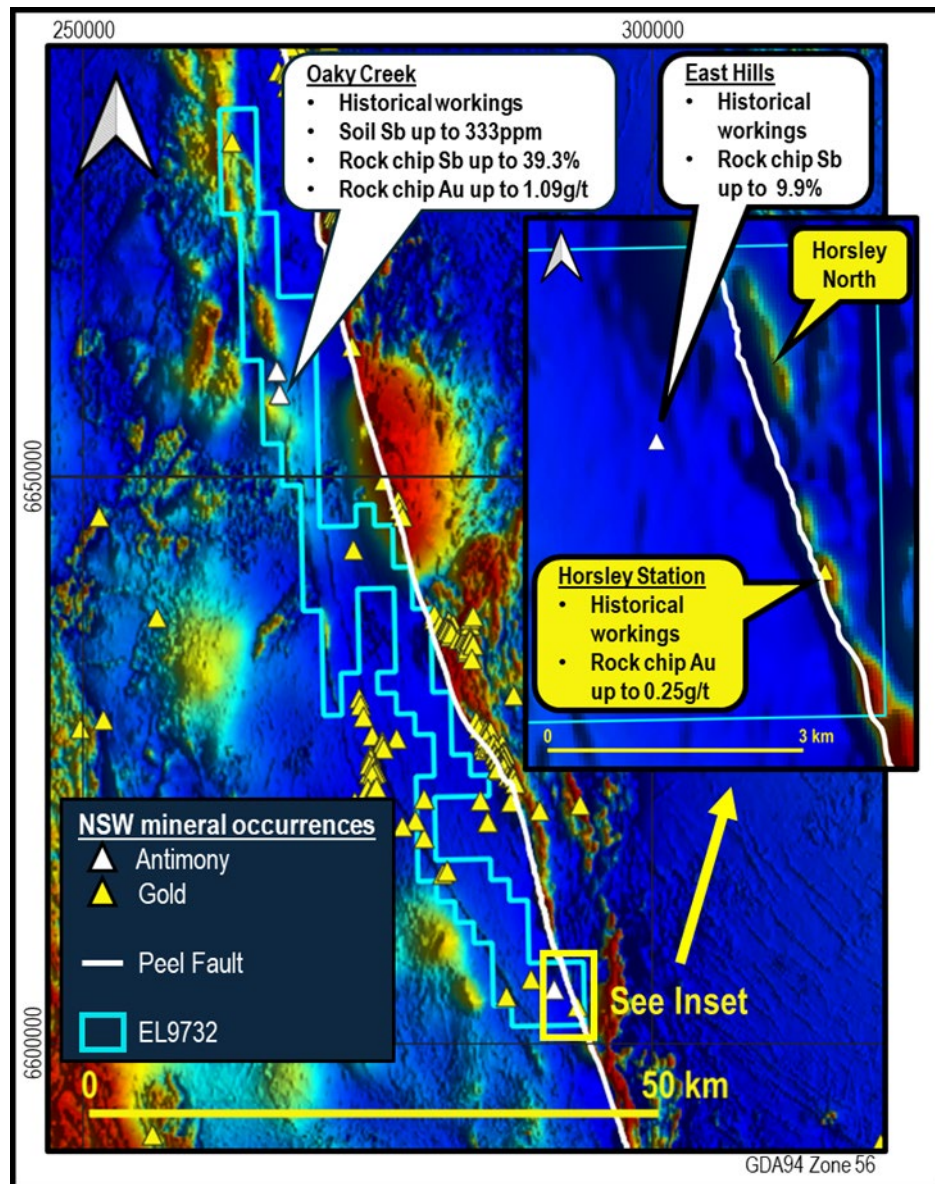 250000
300000
Oaky Creek
• Historical workings
• Soil Sb up to 333ppm
• Rock chip Sb up to 39.3%
• Rock chip Au up to 1.09g/t
East Hills
• Historical
workings
• Rock chip Sb
up to 9.9%
Horsley
North
6650000
Horsley Station
• Historical
workings
• Rock chip Au
up to 0.25g/t
0
3 km
NSW mineral occurrences
Antimony
Gold
Peel Fault
EL9732
See Inset
6600000
0
50 km
GDA94 Zone 56